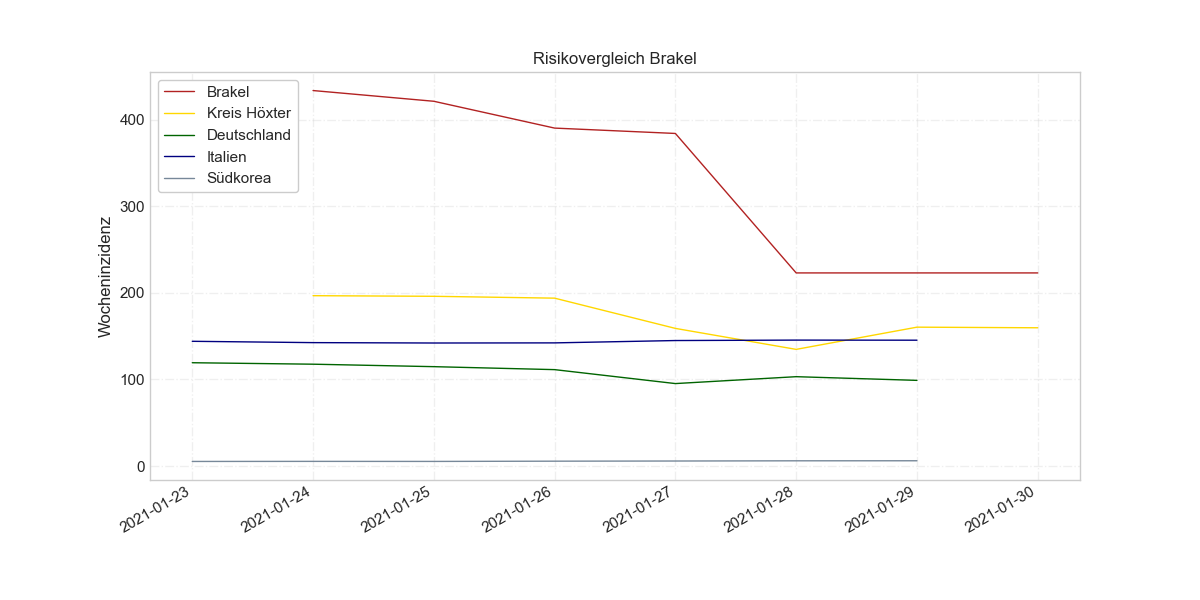 Risikovergleich Brakel
Brakel
Kreis Höxter
Deutschland
Italien
Südkorea
Wocheninzidenz
400
300
200
100
0
2021-01-23
2021-01-24
2021-01-25
2021-01-26
2021-01-27
2021-01-28
2021-01-29
2021-01-30